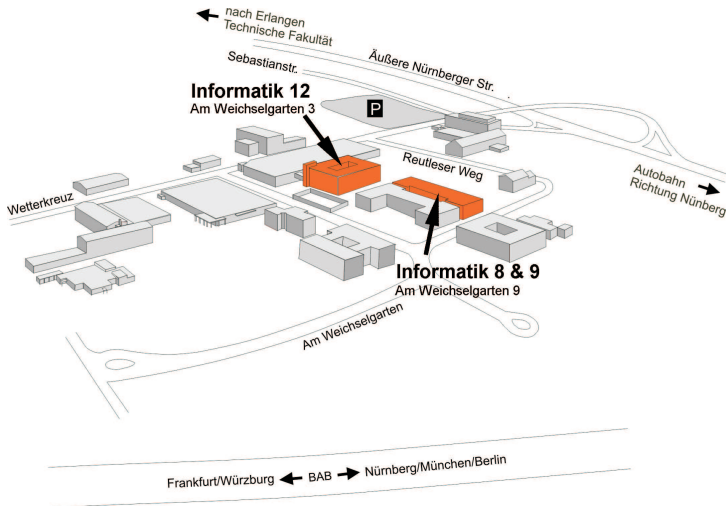 nach Erlangen
Technische Fakultät
Äußere Nürnberger Str.
Sebastianstr.
Informatik 12
Am Weichselgarten 3
P
Reutleser Weg
Autobahn
Richtung Nünberg
Wetterkreuz
Informatik 8 & 9
Am Weichselgarten 9
Am Weichselgarten
Frankfurt/Würzburg BAB Nürnberg/München/Berlin